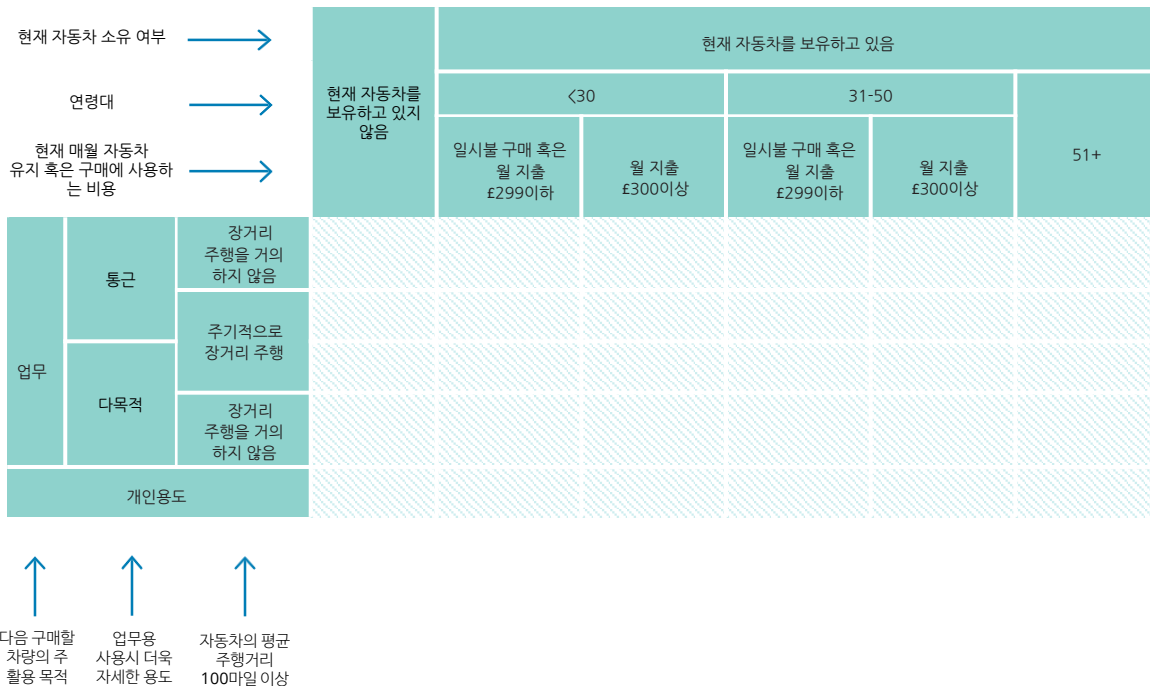 현재 자동차 소유 여부
연령대
현재 매월 자동차
유지 혹은 구매에 사용하
는 비용
현재 자동차를
보유하고 있지
않음
현재 자동차를 보유하고 있음
<30
31-50
51+
일시불 구매 혹은
월 지출
£299이하
월 지출
£300이상
일시불 구매 혹은
월 지출
£299이하
월 지출
£300이상
업무
통근
다목적
장거리
주행을 거의
하지 않음
주기적으로
장거리 주행
장거리
주행을 거의
하지 않음
개인용도
다음 구매할
차량의 주
활용 목적
업무용
사용시 더욱
자세한 용도
자동차의 평균
주행거리
100마일 이상